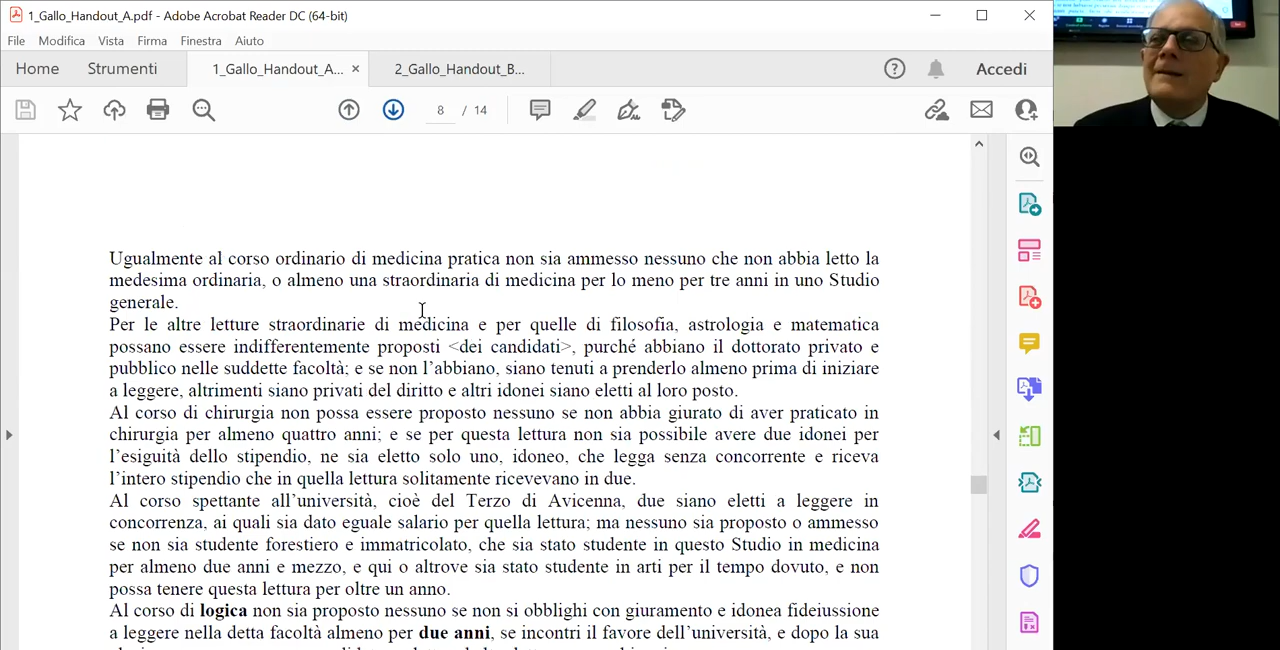 1_Gallo_Handout_A.pdf - Adobe Acrobat Reader DC (64-bit)
File Modifica Vista Firma Finestra Aiuto
Home Strumenti 1_Gallo_Handout_A... × 2_Gallo_Handout_B... Accedi
8 / 14
Ugualmente al corso ordinario di medicina pratica non sia ammesso nessuno che non abbia letto la
medesima ordinaria, o almeno una straordinaria di medicina per lo meno per tre anni in uno Studio
generale.
Per le altre letture straordinarie di medicina e per quelle di filosofia, astrologia e matematica
possano essere indifferentemente proposti <dei candidati>, purché abbiano il dottorato privato e
pubblico nelle suddette facoltà; e se non l’abbiano, siano tenuti a prenderlo almeno prima di iniziare
a leggere, altrimenti siano privati del diritto e altri idonei siano eletti al loro posto.
Al corso di chirurgia non possa essere proposto nessuno se non abbia giurato di aver praticato in
chirurgia per almeno quattro anni; e se per questa lettura non sia possibile avere due idonei per
l’esiguità dello stipendio, ne sia eletto solo uno, idoneo, che legga senza concorrente e riceva
l’intero stipendio che in quella lettura solitamente ricevevano in due.
Al corso spettante all’università, cioè del Terzo di Avicenna, due siano eletti a leggere in
concorrenza, ai quali sia dato eguale salario per quella lettura; ma nessuno sia proposto o ammesso
se non sia studente forestiero e immatricolato, che sia stato studente in questo Studio in medicina
per almeno due anni e mezzo, e qui o altrove sia stato studente in arti per il tempo dovuto, e non
possa tenere questa lettura per oltre un anno.
Al corso di logica non sia proposto nessuno se non si obblighi con giuramento e idonea fideiussione
a leggere nella detta facoltà almeno per due anni, se incontri il favore dell’università, e dopo la sua